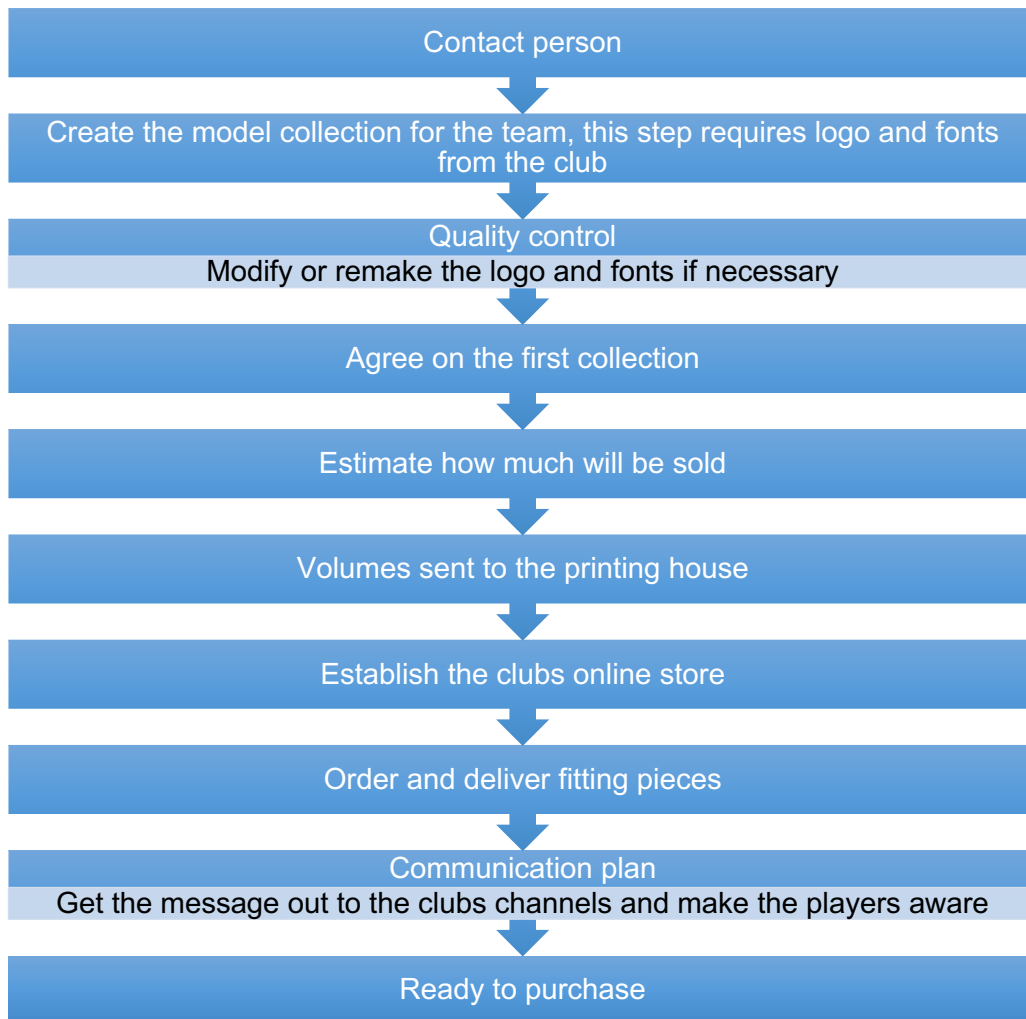 Contact person
Create the model collection for the team, this step requires logo and fonts
from the club
Quality control
Modify or remake the logo and fonts if necessary
Agree on the first collection
Estimate how much will be sold
Volumes sent to the printing house
Establish the clubs online store
Order and deliver fitting pieces
Communication plan
Get the message out to the clubs channels and make the players aware
Ready to purchase